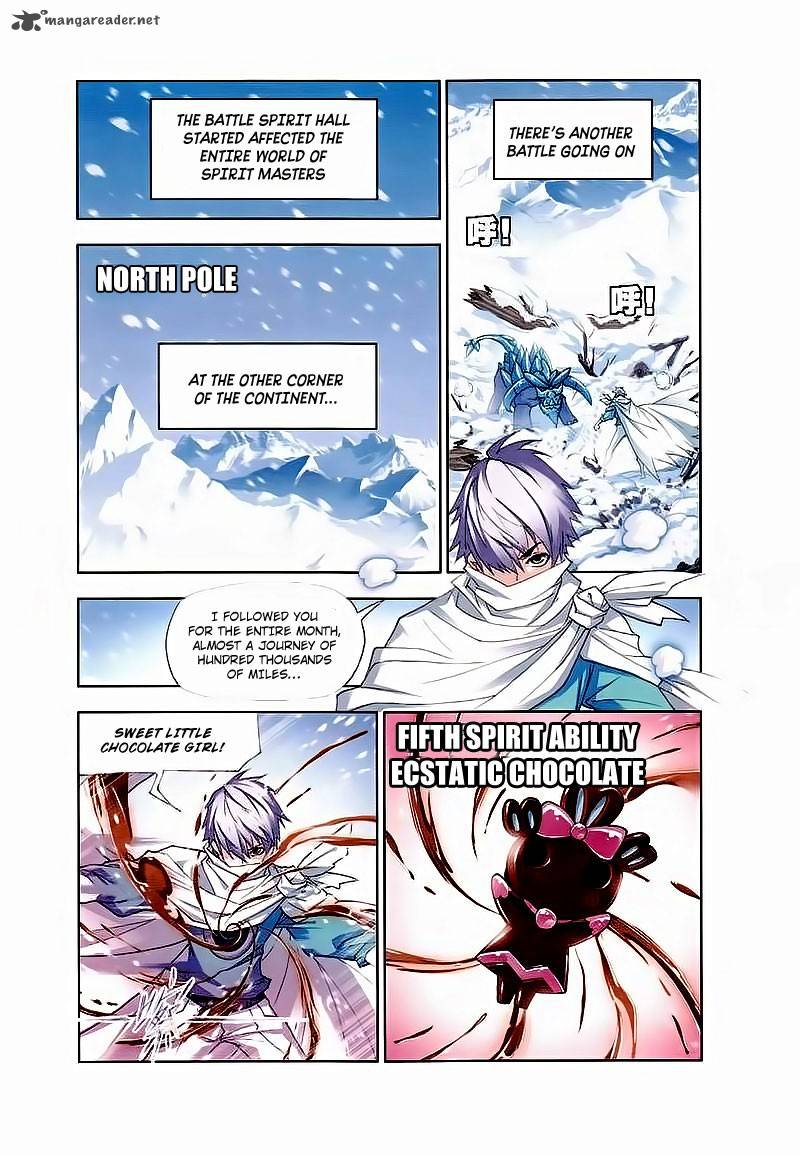 mangareader.net
THE BATTLE SPIRIT HALL
STARTED AFFECTED THE
ENTIRE WORLD OF
SPIRIT MASTERS
THERE'S ANOTHER
BATTLE GOING ON
呼!
呼!
NORTH POLE
AT THE OTHER CORNER
OF THE CONTINENT...
I FOLLOWED YOU
FOR THE ENTIRE MONTH,
ALMOST A JOURNEY OF
HUNDRED THOUSANDS
OF MILES...
SWEET LITTLE
CHOCOLATE GIRL!
FIFTH SPIRIT ABILITY
ECSTATIC CHOCOLATE